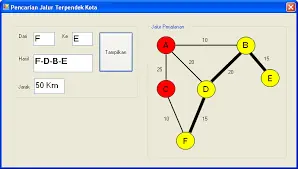 Pencarian Jalur Terpendek Kota
Dari F Ke E
Tampilkan
Hasil F-D-B-E
Jarak 50 Km
Jalur Perjalanan
A 10 B
20 15
25 20 E
C D
10 15
F